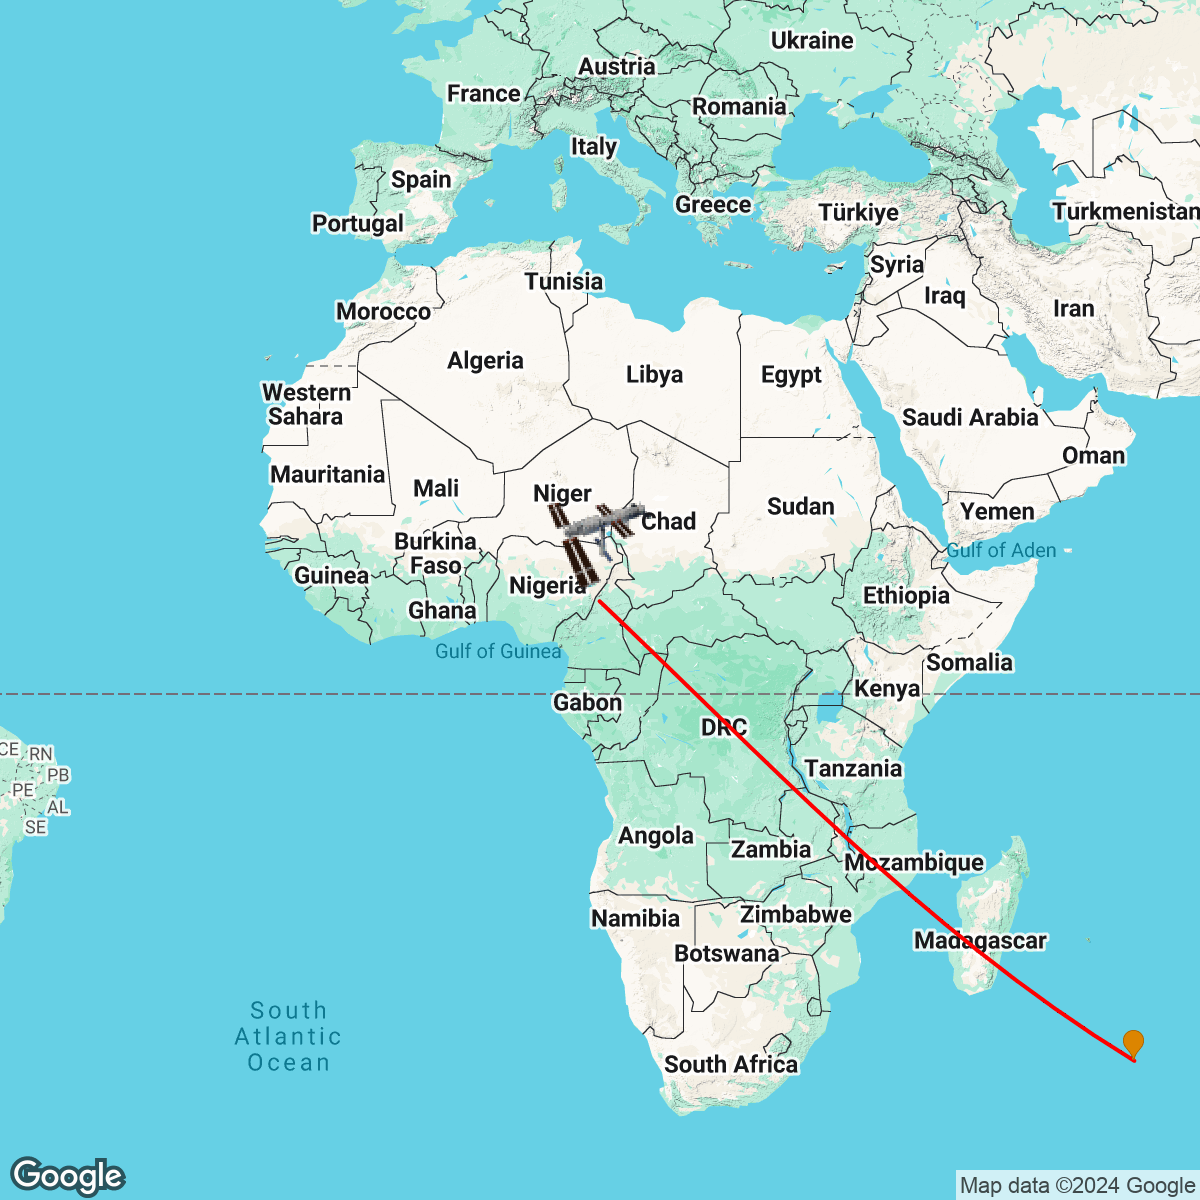 Ukraine
Austria
France
Romania
Italy
Spain
Greece
Portugal
Türkiye
Turkmenistan
Syria
Tunisia
Iraq
Iran
Morocco
Algeria
Libya
Egypt
Western
Sahara
Saudi Arabia
Oman
Mauritania
Mali
Niger
Chad
Sudan
Yemen
Burkina
Faso
Gulf of Aden
Guinea
Nigeria
Ethiopia
Ghana
Gulf of Guinea
Somalia
Kenya
Gabon
DRC
CE
RN
PB
PE
AL
SE
Tanzania
Angola
Zambia
Mozambique
Namibia
Zimbabwe
Madagascar
Botswana
South
Atlantic
Ocean
South Africa
Google
Map data ©2024 Google